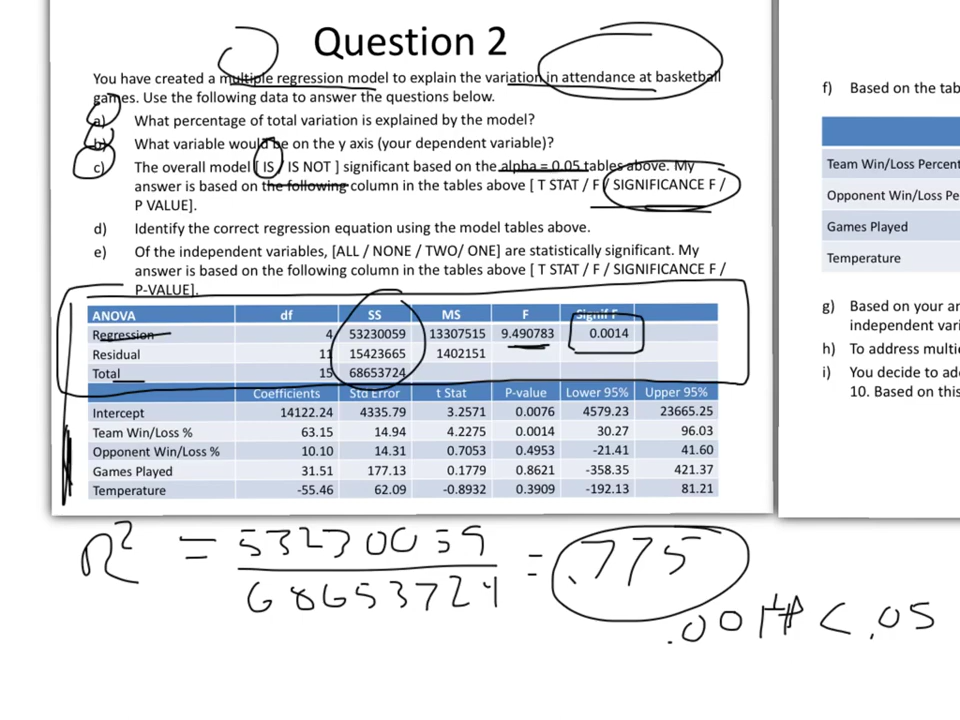 Question 2
You have created a multiple regression model to explain the variation in attendance at basketball
games. Use the following data to answer the questions below.
a) What percentage of total variation is explained by the model?
b) What variable would be on the y axis (your dependent variable)?
c) The overall model [ IS / IS NOT ] significant based on the alpha = 0.05 tables above. My
answer is based on the following column in the tables above [ T STAT / F / SIGNIFICANCE F /
P VALUE].
d) Identify the correct regression equation using the model tables above.
e) Of the independent variables, [ALL / NONE / TWO/ ONE] are statistically significant. My
answer is based on the following column in the tables above [ T STAT / F / SIGNIFICANCE F /
P-VALUE].
ANOVA df SS MS F Signif F
Regression 4 53230059 13307515 9.490783 0.0014
Residual 11 15423665 1402151
Total 15 68653724
Coefficients Std Error t Stat P-value Lower 95% Upper 95%
Intercept 14122.24 4335.79 3.2571 0.0076 4579.23 23665.25
Team Win/Loss % 63.15 14.94 4.2275 0.0014 30.27 96.03
Opponent Win/Loss % 10.10 14.31 0.7053 0.4953 -21.41 41.60
Games Played 31.51 177.13 0.1779 0.8621 -358.35 421.37
Temperature -55.46 62.09 -0.8932 0.3909 -192.13 81.21
R² = 53230059
68653724 = .775
< .05
f) Based on the tab
Team Win/Loss Percent
Opponent Win/Loss Pe
Games Played
Temperature
g) Based on your an
independent vari
h) To address multi
i) You decide to ad
10. Based on this